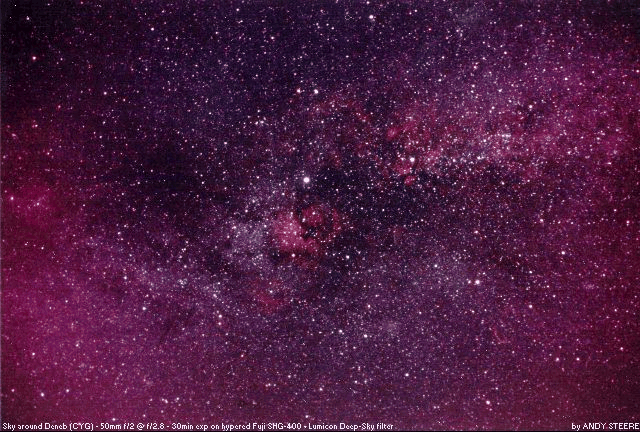 Sky around Deneb (CYG) - 50mm f/2 @ f/2.8 - 30min exp on hypered Fuji SHG-400 + Lumicon Deep-Sky filter
by ANDY STEERE